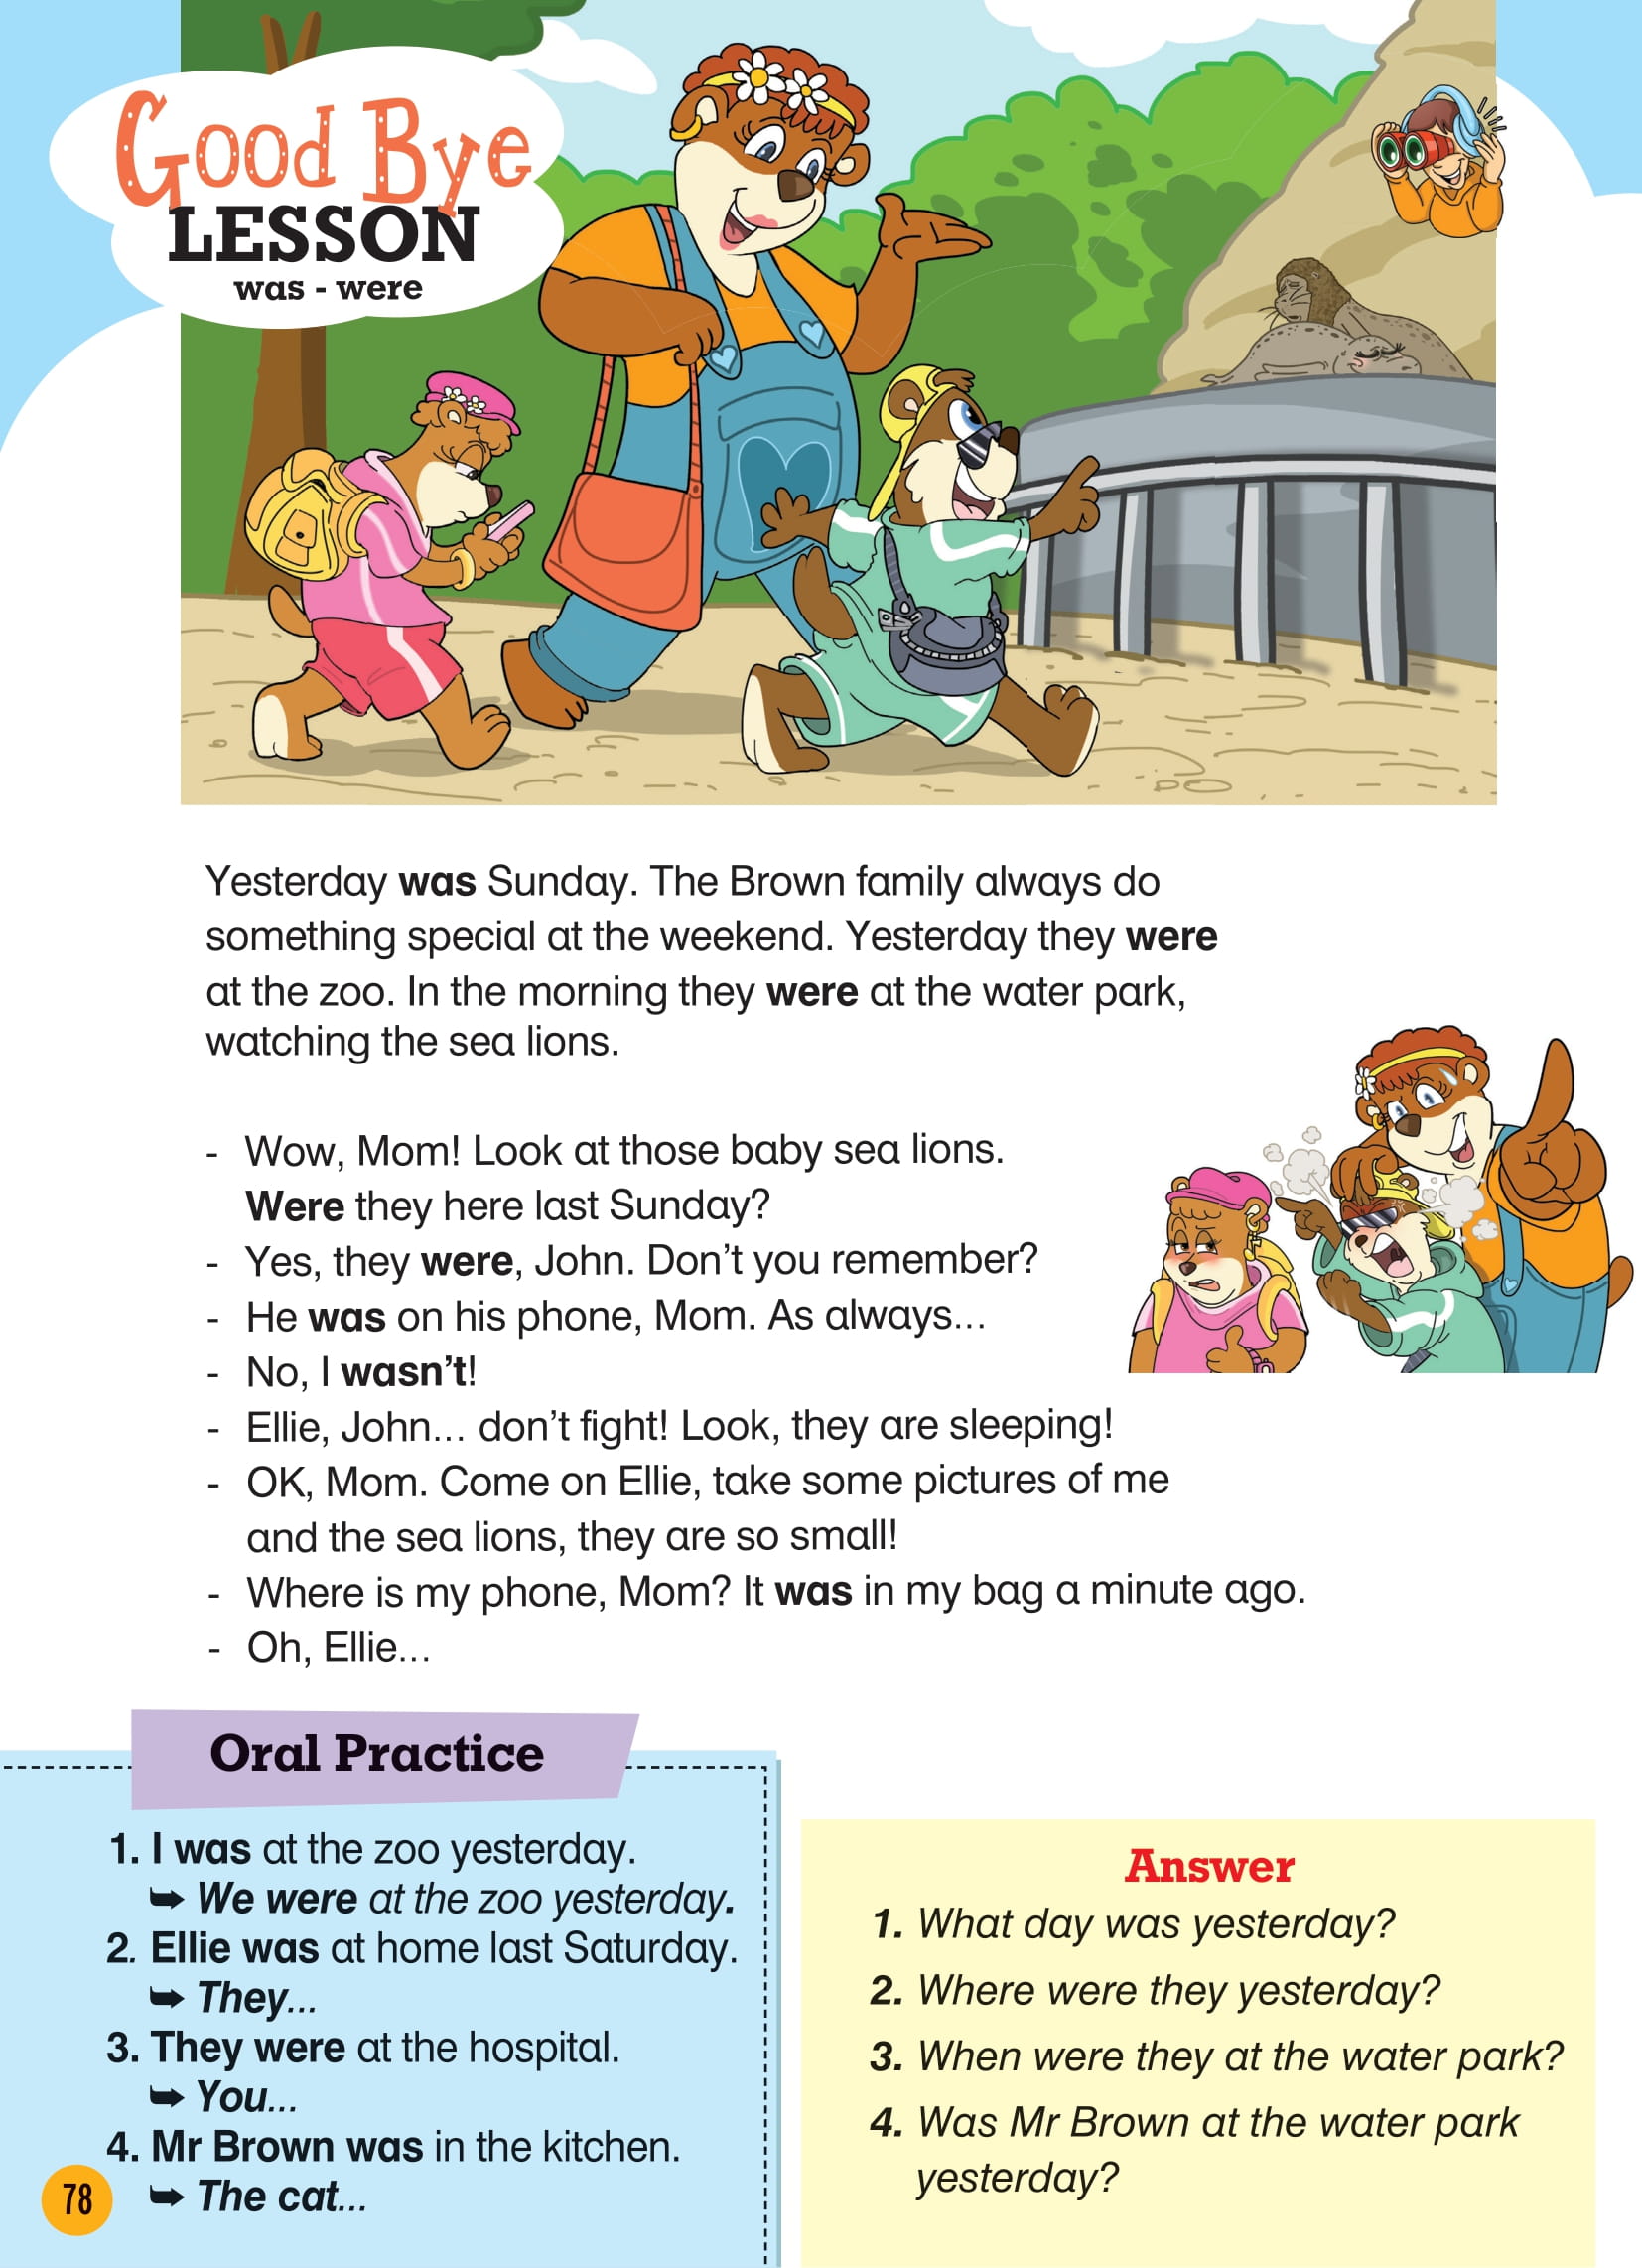 Good Bye
LESSON
was - were
Yesterday was Sunday. The Brown family always do
something special at the weekend. Yesterday they were
at the zoo. In the morning they were at the water park,
watching the sea lions.
- Wow, Mom! Look at those baby sea lions.
Were they here last Sunday?
- Yes, they were, John. Don't you remember?
- He was on his phone, Mom. As always...
- No, I wasn't!
- Ellie, John... don't fight! Look, they are sleeping!
- OK, Mom. Come on Ellie, take some pictures of me
and the sea lions, they are so small!
- Where is my phone, Mom? It was in my bag a minute ago.
- Oh, Ellie...
Oral Practice
1. I was at the zoo yesterday.
➥ We were at the zoo yesterday.
2. Ellie was at home last Saturday.
➥ They...
3. They were at the hospital.
➥ You...
4. Mr Brown was in the kitchen.
➥ The cat...
78
Answer
1. What day was yesterday?
2. Where were they yesterday?
3. When were they at the water park?
4. Was Mr Brown at the water park
yesterday?